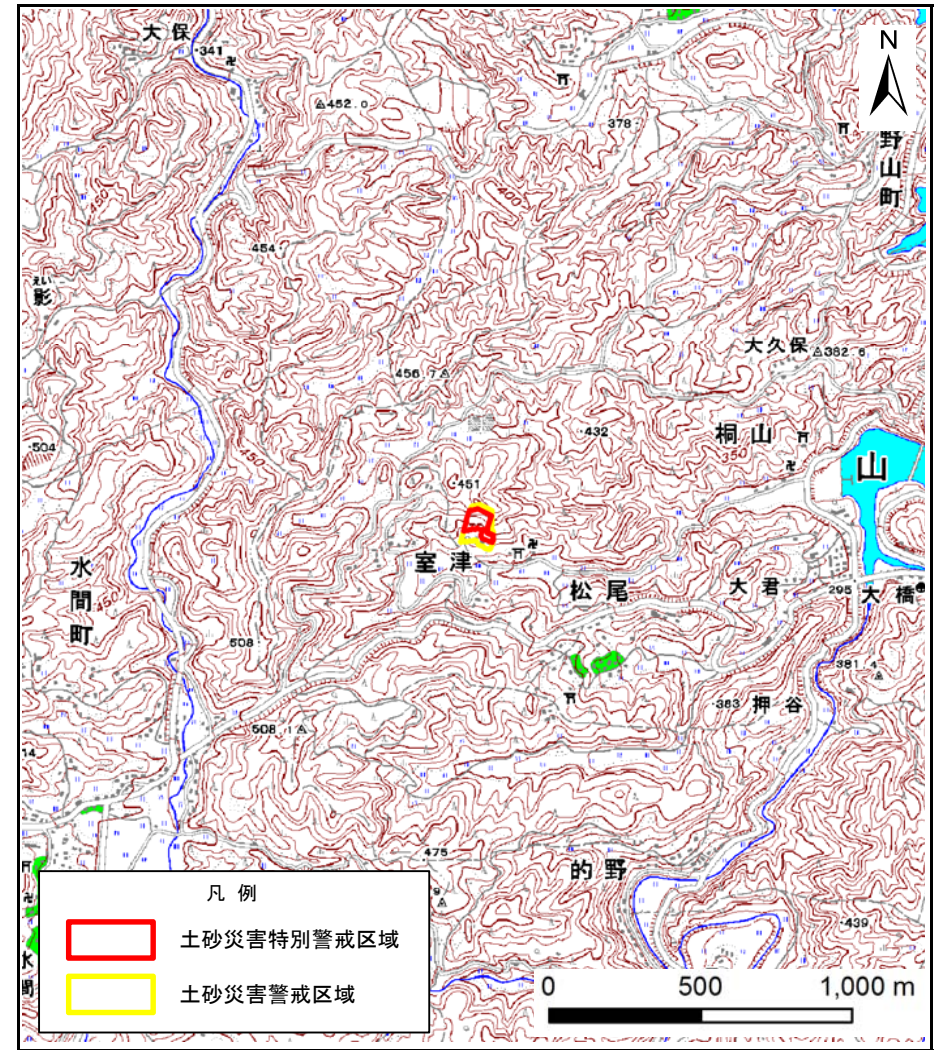 大保
341
N
452.0
378
野山町
450
400
454
えい
影
大久保
382.6
456.7
432
桐山
350
504
450
山
451
水間町
450
室津
松尾
大君
295
大橋
508
381.4
383
押谷
508.1
475
的野
439
凡 例
土砂災害特別警戒区域
土砂災害警戒区域
水間
0 500 1,000 m